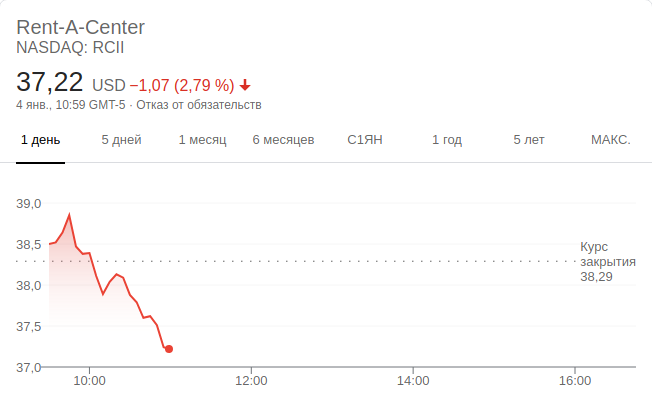 Rent-A-Center
NASDAQ: RCII
37,22 USD −1,07 (2,79 %)
4 янв., 10:59 GMT-5 · Отказ от обязательств
1 день 5 дней 1 месяц 6 месяцев С1ЯН 1 год 5 лет МАКС.
39,0
38,5
Курс
закрытия
38,29
38,0
37,5
37,0
10:00 12:00 14:00 16:00